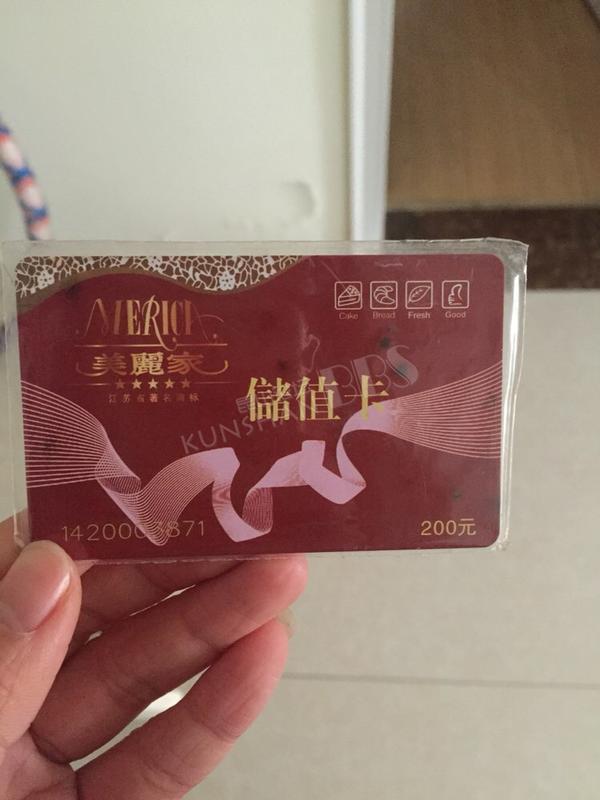 MERICA
美麗家
江苏省著名商标
Cake Bread Fresh Good
儲值卡
KUNSHAN BBS
200元